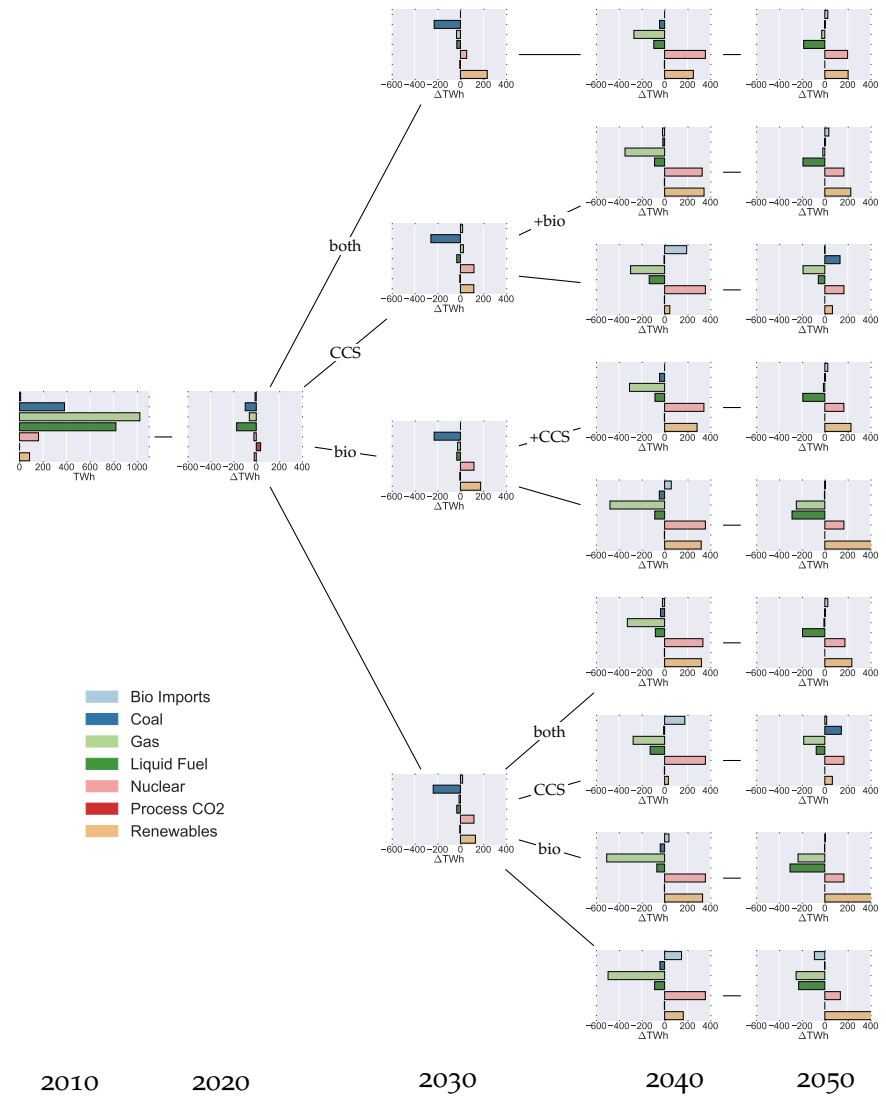 −600 −400 −200 0 200 400
ΔTWh
−600 −400 −200 0 200 400
ΔTWh
−600 −400 −200 0 200 400
ΔTWh
−600 −400 −200 0 200 400
ΔTWh
−600 −400 −200 0 200 400
ΔTWh
+bio
both
−600 −400 −200 0 200 400
ΔTWh
−600 −400 −200 0 200 400
ΔTWh
−600 −400 −200 0 200 400
ΔTWh
CCS
−600 −400 −200 0 200 400
ΔTWh
−600 −400 −200 0 200 400
ΔTWh
+CCS
bio
0 200 400 600 800 1000
TWh
−600 −400 −200 0 200 400
ΔTWh
−600 −400 −200 0 200 400
ΔTWh
−600 −400 −200 0 200 400
ΔTWh
−600 −400 −200 0 200 400
ΔTWh
−600 −400 −200 0 200 400
ΔTWh
−600 −400 −200 0 200 400
ΔTWh
Bio Imports
Coal
Gas
Liquid Fuel
Nuclear
Process CO2
Renewables
both
−600 −400 −200 0 200 400
ΔTWh
−600 −400 −200 0 200 400
ΔTWh
CCS
−600 −400 −200 0 200 400
ΔTWh
bio
−600 −400 −200 0 200 400
ΔTWh
−600 −400 −200 0 200 400
ΔTWh
−600 −400 −200 0 200 400
ΔTWh
−600 −400 −200 0 200 400
ΔTWh
2010
2020
2030
2040
2050